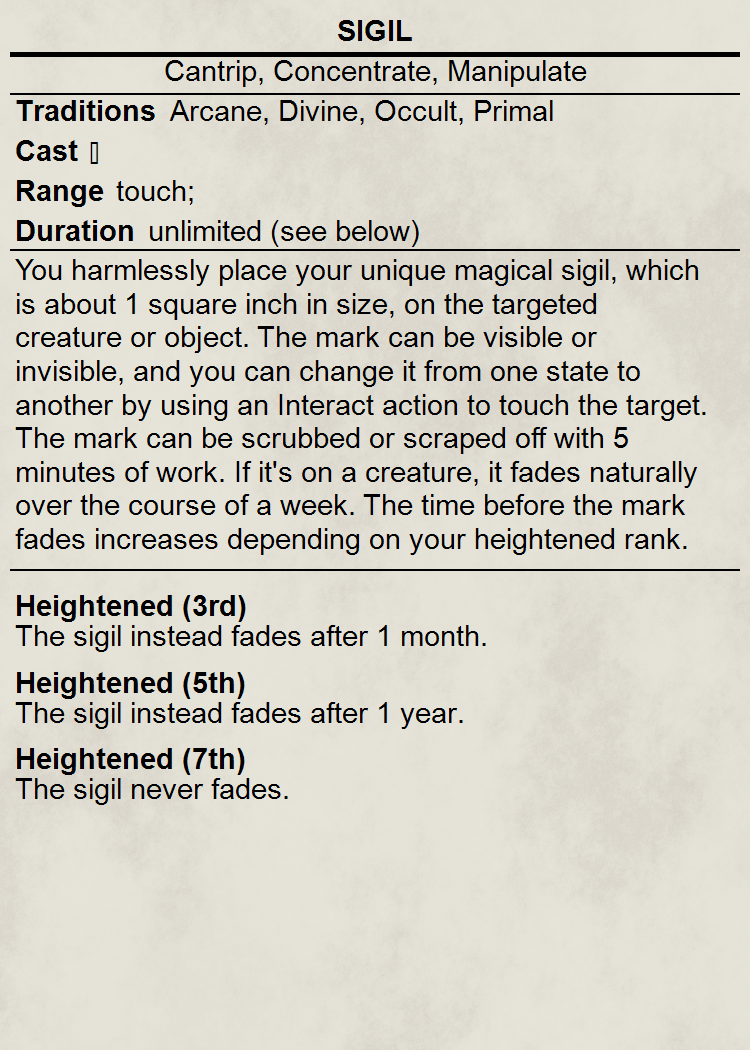 SIGIL
Cantrip, Concentrate, Manipulate
Traditions Arcane, Divine, Occult, Primal
Cast ▯
Range touch;
Duration unlimited (see below)
You harmlessly place your unique magical sigil, which
is about 1 square inch in size, on the targeted
creature or object. The mark can be visible or
invisible, and you can change it from one state to
another by using an Interact action to touch the target.
The mark can be scrubbed or scraped off with 5
minutes of work. If it's on a creature, it fades naturally
over the course of a week. The time before the mark
fades increases depending on your heightened rank.
Heightened (3rd)
The sigil instead fades after 1 month.
Heightened (5th)
The sigil instead fades after 1 year.
Heightened (7th)
The sigil never fades.